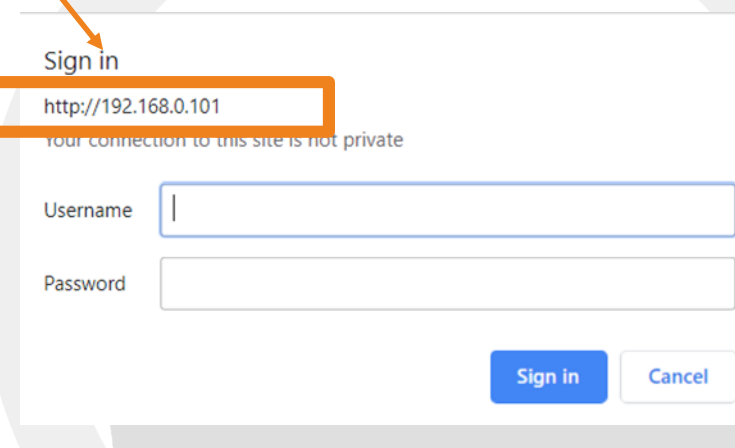 Sign in
http://192.168.0.101
Your connection to this site is not private
Username
Password
Sign in Cancel